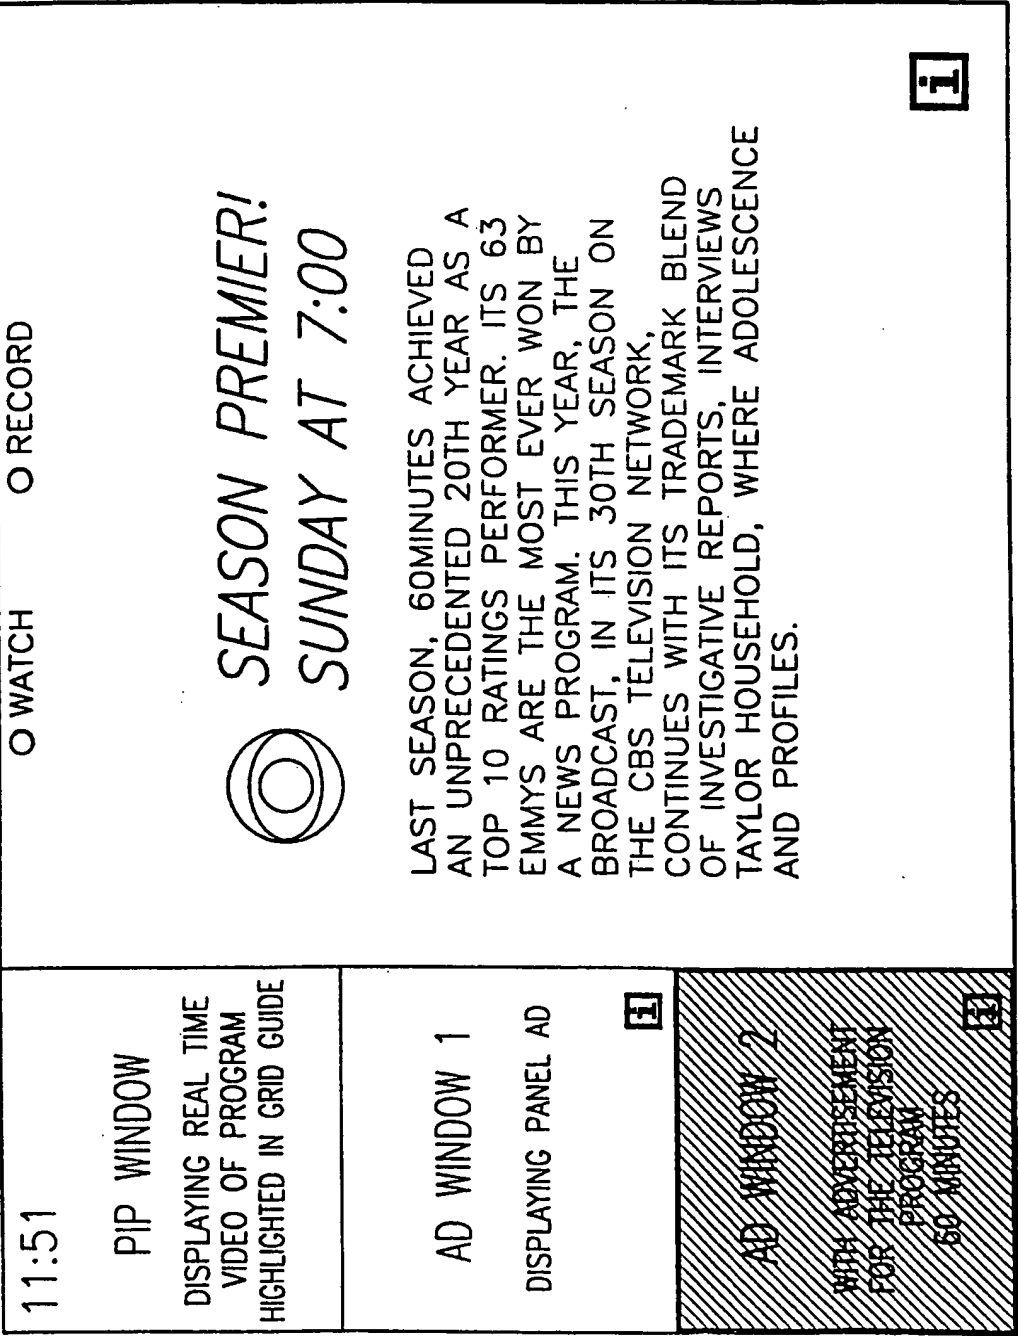 11:51
○ WATCH
○ RECORD
PIP WINDOW
DISPLAYING REAL TIME
VIDEO OF PROGRAM
HIGHLIGHTED IN GRID GUIDE
AD WINDOW 1
DISPLAYING PANEL AD
i
AD WINDOW 2
WITH ADVERTISEMENT
FOR THE TELEVISION
PROGRAM
60 MINUTES
i
SEASON PREMIER!
SUNDAY AT 7:00
LAST SEASON, 60MINUTES ACHIEVED
AN UNPRECEDENTED 20TH YEAR AS A
TOP 10 RATINGS PERFORMER. ITS 63
EMMYS ARE THE MOST EVER WON BY
A NEWS PROGRAM. THIS YEAR, THE
BROADCAST, IN ITS 30TH SEASON ON
THE CBS TELEVISION NETWORK,
CONTINUES WITH ITS TRADEMARK BLEND
OF INVESTIGATIVE REPORTS, INTERVIEWS
TAYLOR HOUSEHOLD, WHERE ADOLESCENCE
AND PROFILES.
i